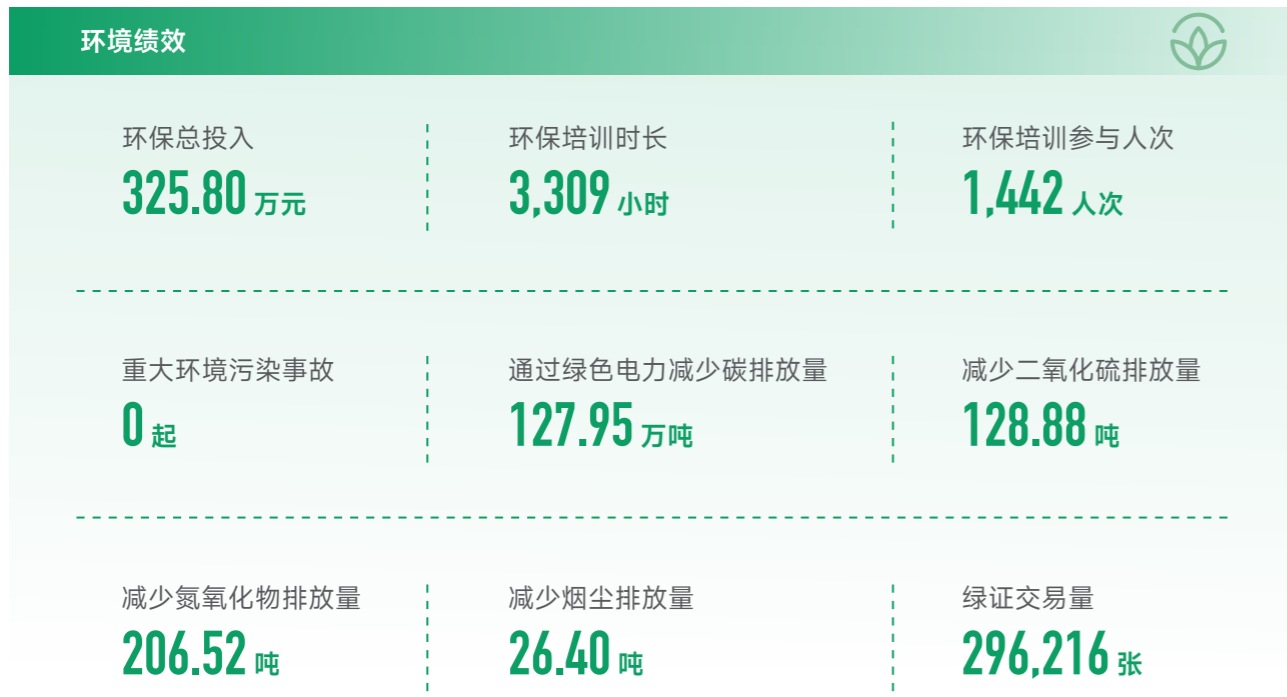 环境绩效
环保总投入
325.80 万元
环保培训时长
3,309 小时
环保培训参与人次
1,442 人次
重大环境污染事故
0 起
通过绿色电力减少碳排放量
127.95 万吨
减少二氧化硫排放量
128.88 吨
减少氮氧化物排放量
206.52 吨
减少烟尘排放量
26.40 吨
绿证交易量
296,216 张